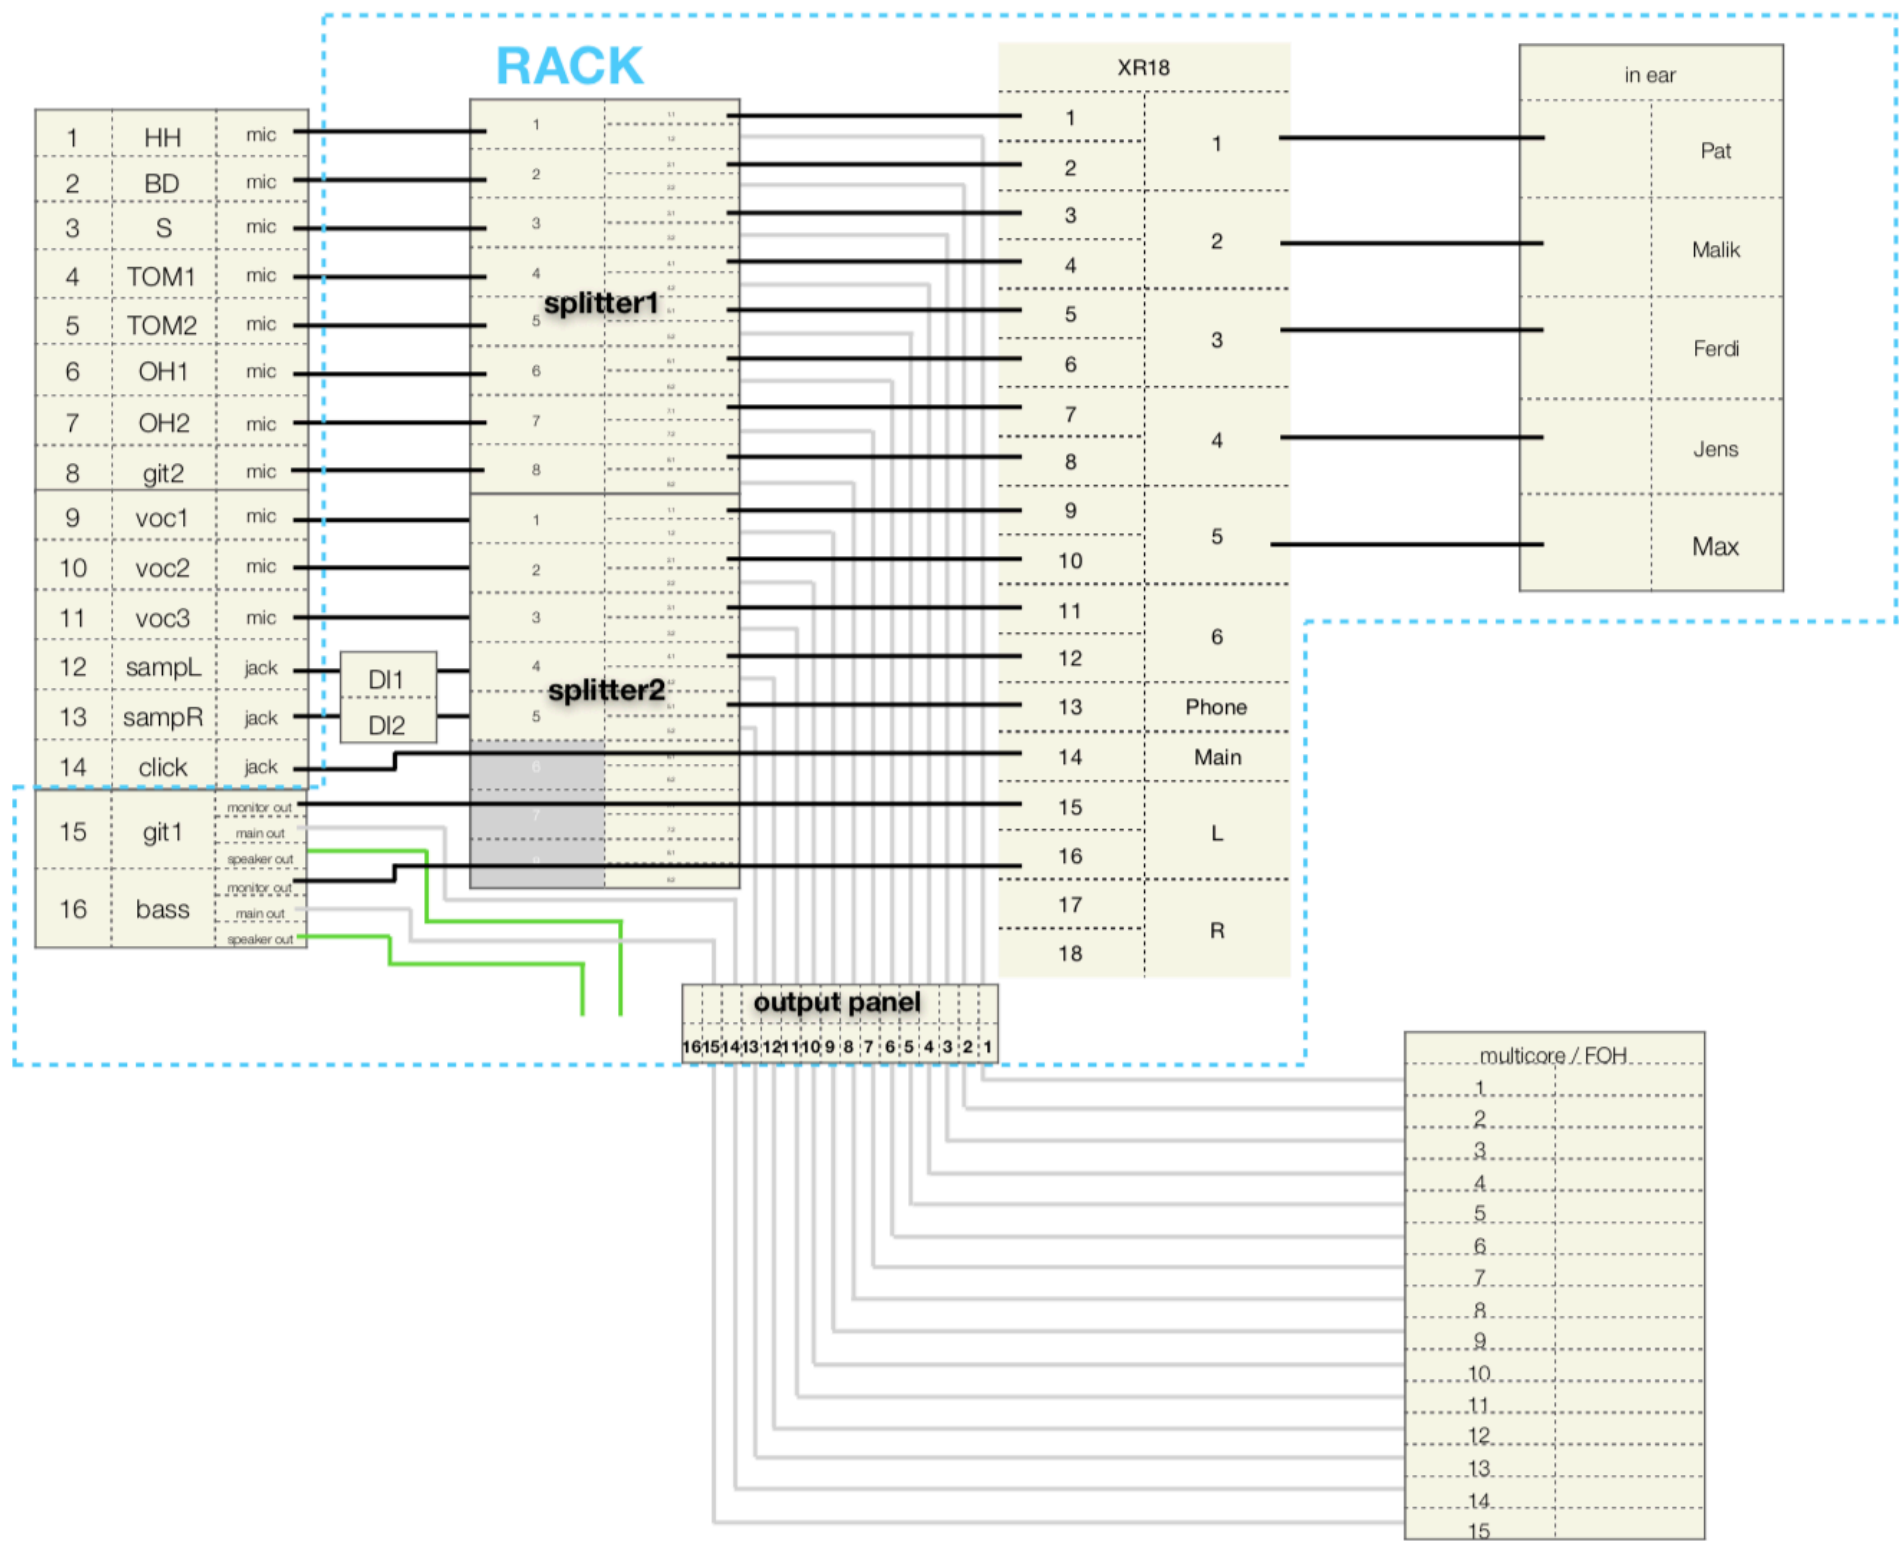 RACK
1 HH mic
2 BD mic
3 S mic
4 TOM1 mic
5 TOM2 mic
6 OH1 mic
7 OH2 mic
8 git2 mic
9 voc1 mic
10 voc2 mic
11 voc3 mic
12 sampL jack
13 sampR jack
14 click jack
15 git1
monitor out
main out
speaker out
16 bass
monitor out
main out
speaker out
DI1
DI2
splitter1
1
2
3
4
5
6
7
8
splitter2
1
2
3
4
5
6
7
XR18
1
2
3
4
5
6
7
8
9
10
11
12
13
14
15
16
17
18
1
2
3
4
5
6
Phone
Main
L
R
in ear
Pat
Malik
Ferdi
Jens
Max
output panel
16 15 14 13 12 11 10 9 8 7 6 5 4 3 2 1
multicore / FOH
1
2
3
4
5
6
7
8
9
10
11
12
13
14
15